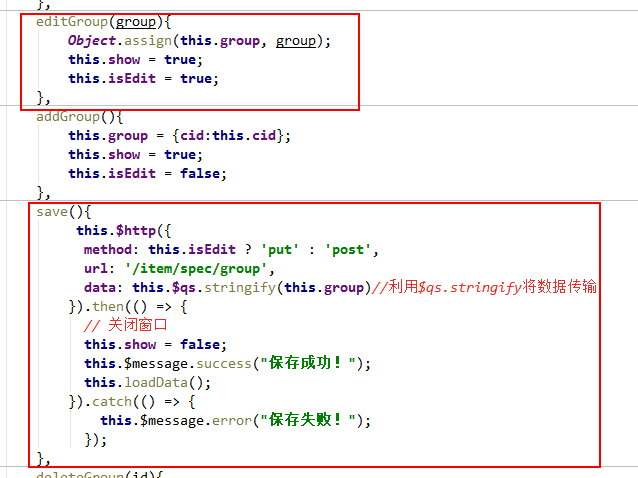 },
editGroup(group){
Object.assign(this.group, group);
this.show = true;
this.isEdit = true;
},
addGroup(){
this.group = {cid:this.cid};
this.show = true;
this.isEdit = false;
},
save(){
this.$http({
method: this.isEdit ? 'put' : 'post',
url: '/item/spec/group',
data: this.$qs.stringify(this.group)//利用$qs.stringify将数据传输
}).then(() => {
// 关闭窗口
this.show = false;
this.$message.success("保存成功！");
this.loadData();
}).catch(() => {
this.$message.error("保存失败！");
});
},
deleteGroup(id){